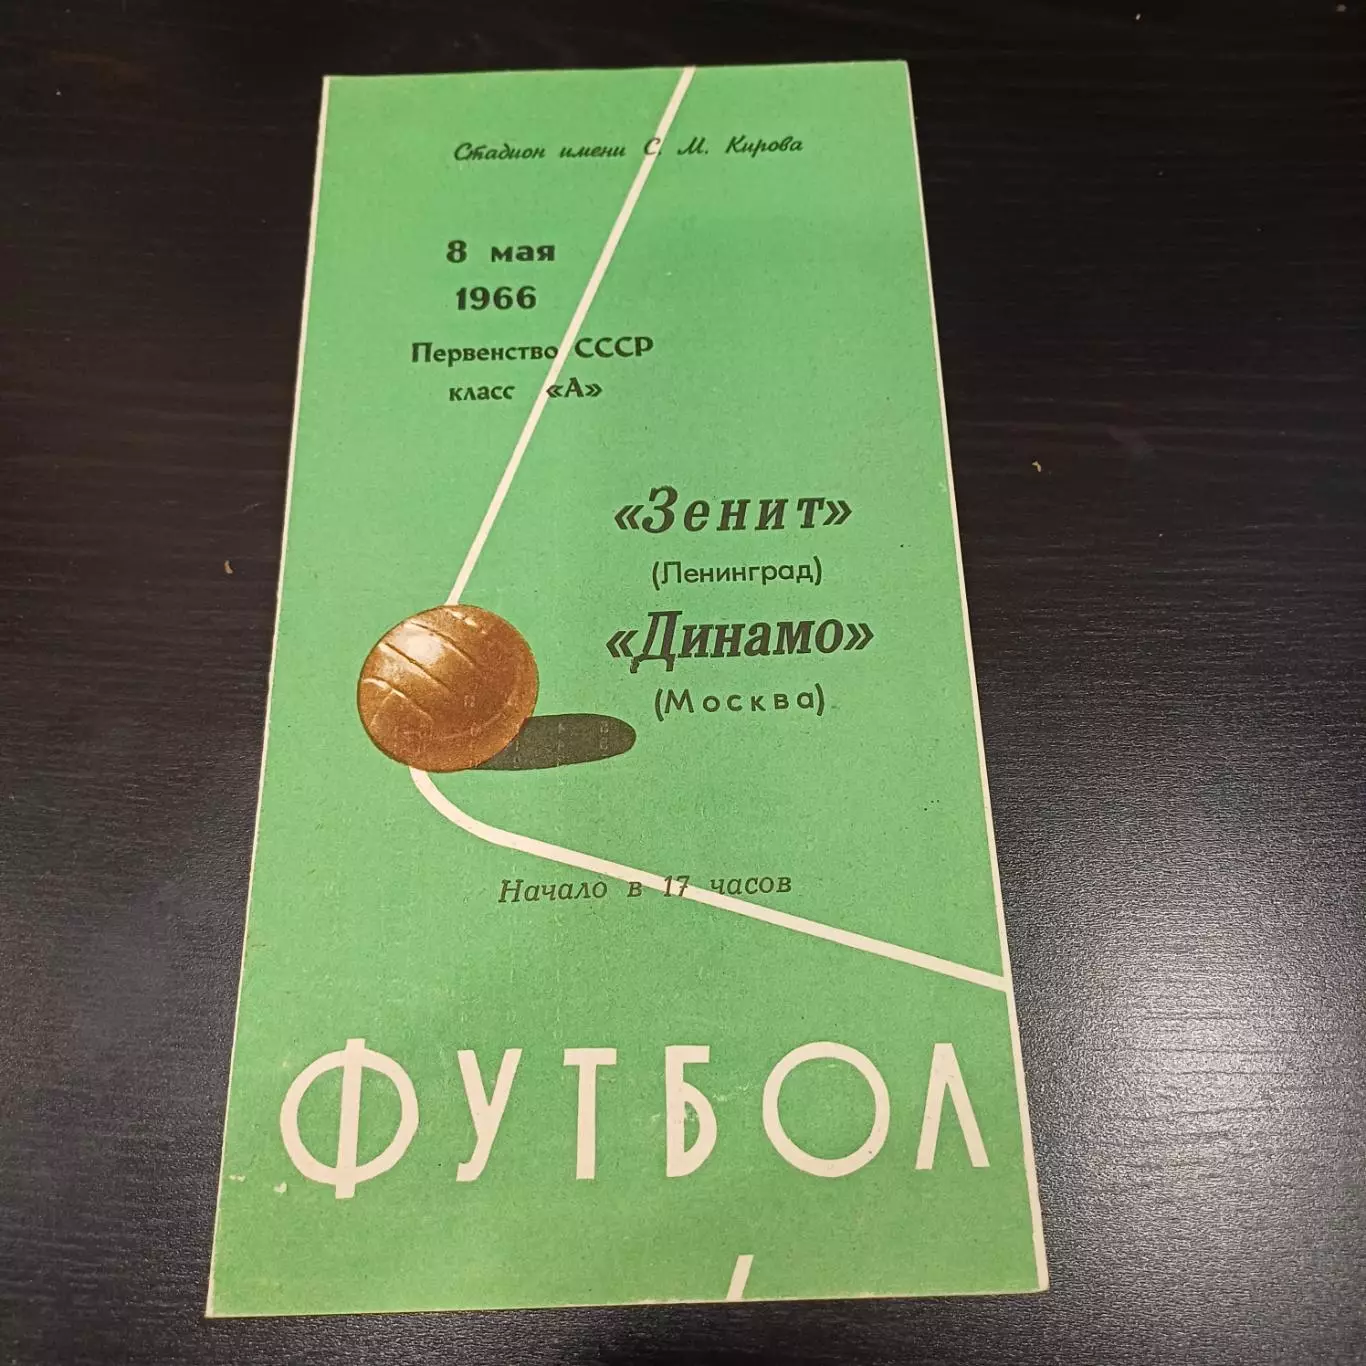 Стадион имени С. М. Кирова
8 мая
1966
Первенство СССР
класс «А»
«Зенит»
(Ленинград)
«Динамо»
(Москва)
Начало в 17 часов
ФУТБОЛ